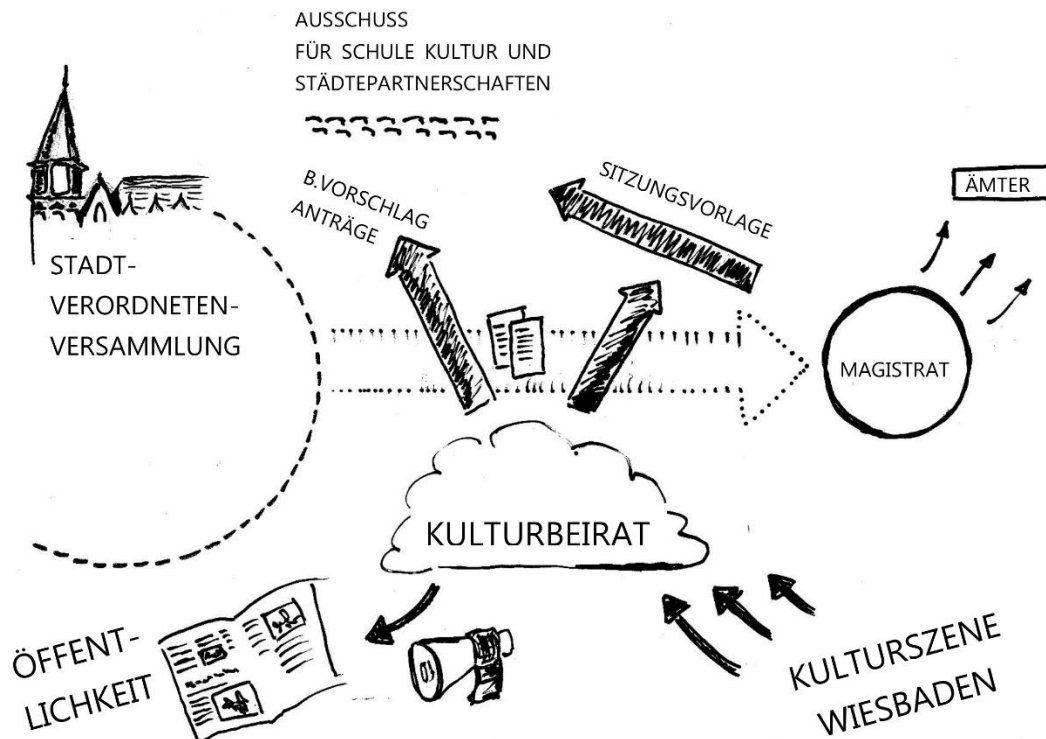 AUSSCHUSS
FÜR SCHULE KULTUR UND
STÄDTEPARTNERSCHAFTEN
B.VORSCHLAG
ANTRÄGE
SITZUNGSVORLAGE
ÄMTER
STADT-
VERORDNETEN-
VERSAMMLUNG
MAGISTRAT
KULTURBEIRAT
ÖFFENT-
LICHKEIT
KULTURSZENE
WIESBADEN